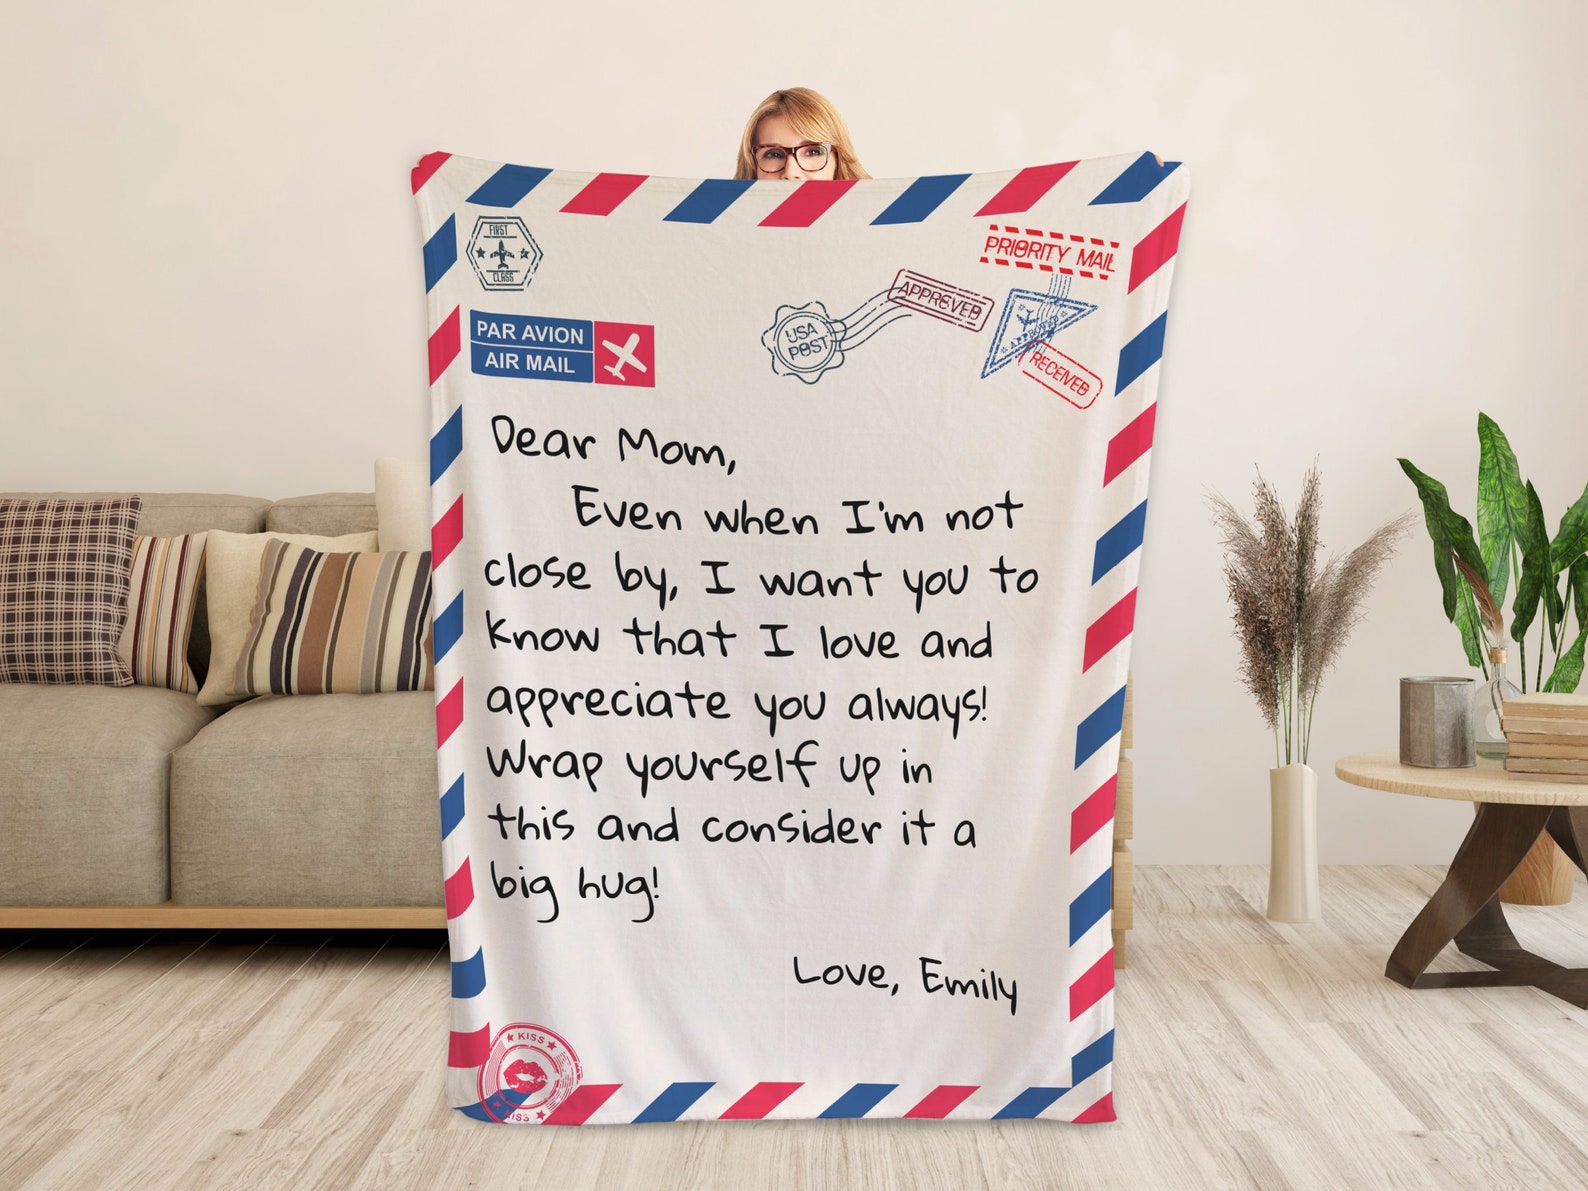 FIRST
CLASS
PRIORITY MAIL
APPROVED
USA
POST
PAR AVION
AIR MAIL
APPROVED
RECEIVED
Dear Mom,
Even when I'm not
close by, I want you to
know that I love and
appreciate you always!
Wrap yourself up in
this and consider it a
big hug!
Love, Emily
KISS
KISS